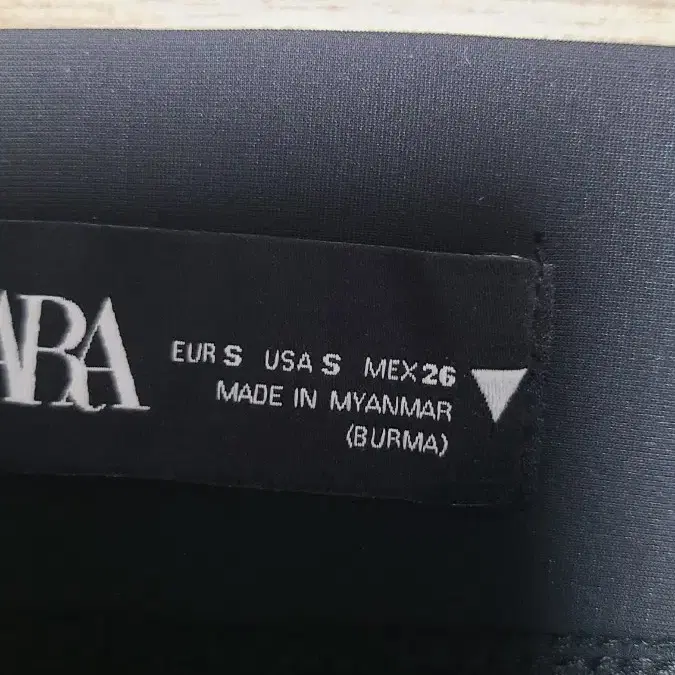 ARA
EUR S USA S MEX 26
MADE IN MYANMAR
(BURMA)